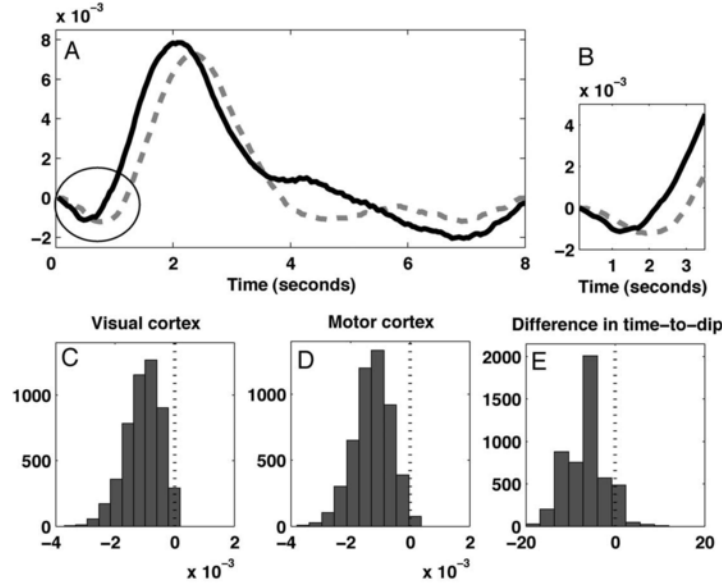 x 10⁻³
A
8
6
4
2
0
−2
0 2 4 6 8
Time (seconds)
B
x 10⁻³
4
2
0
−2
1 2 3
Time (seconds)
Visual cortex
C
1000
500
0
−4 −2 0 2
x 10⁻³
Motor cortex
D
1000
500
0
−4 −2 0 2
x 10⁻³
Difference in time−to−dip
E
2000
1500
1000
500
0
−20 0 20